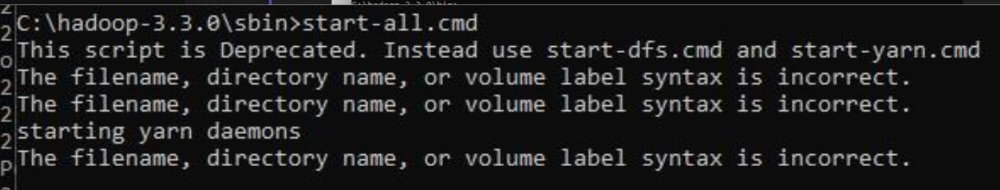 C:\hadoop-3.3.0\sbin>start-all.cmd
This script is Deprecated. Instead use start-dfs.cmd and start-yarn.cmd
The filename, directory name, or volume label syntax is incorrect.
The filename, directory name, or volume label syntax is incorrect.
starting yarn daemons
The filename, directory name, or volume label syntax is incorrect.